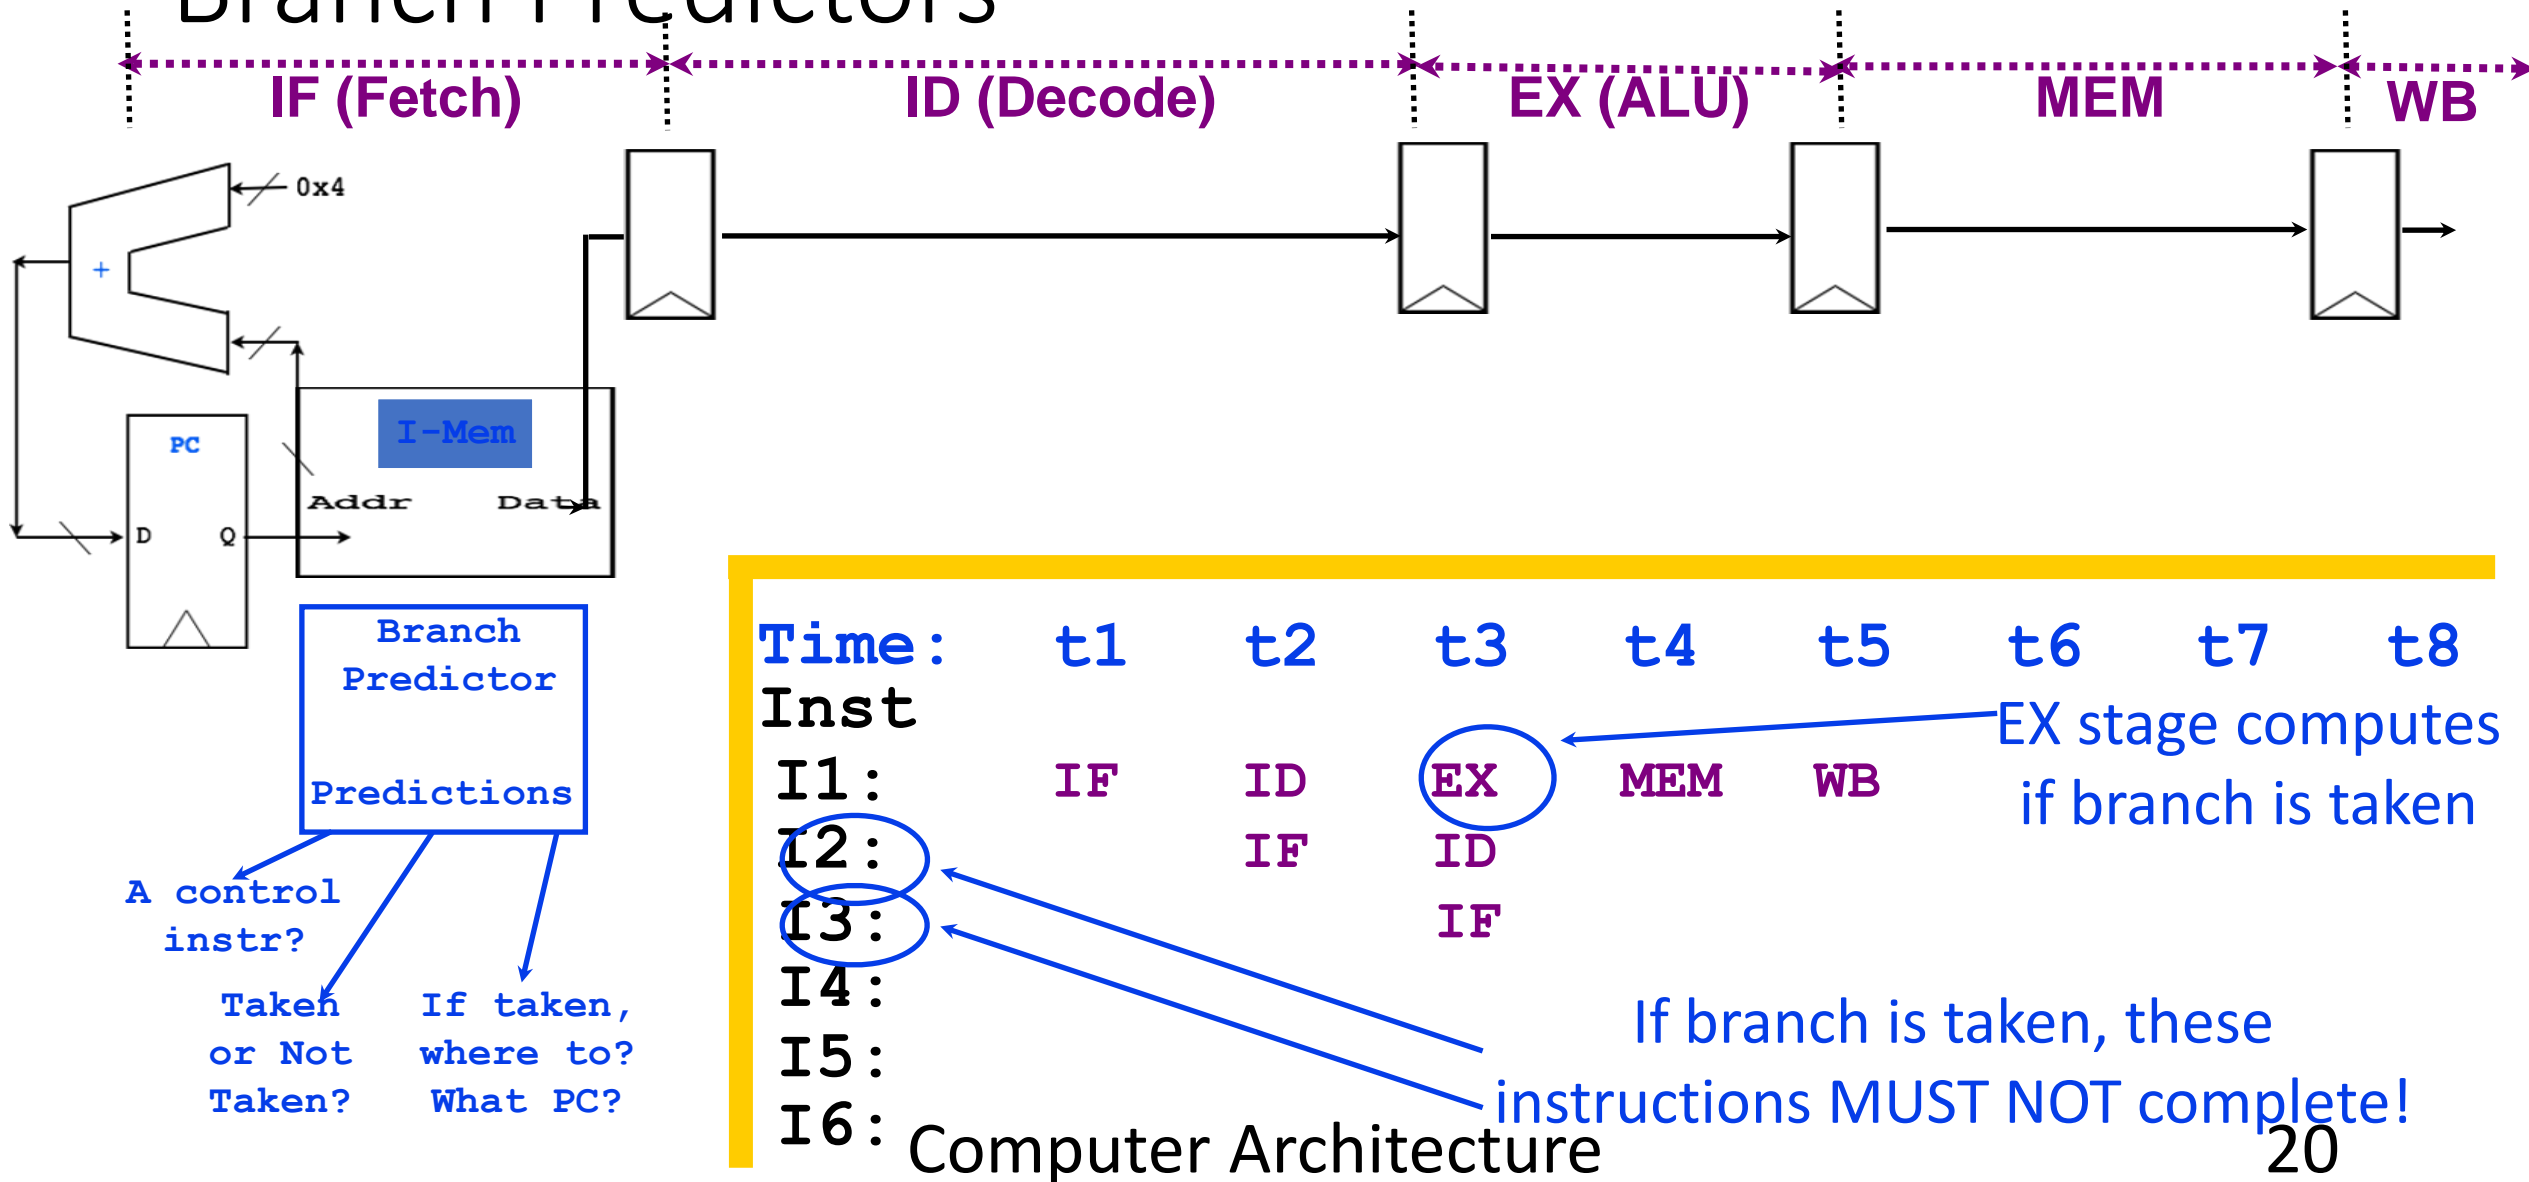 Branch Predictors
IF (Fetch)
ID (Decode)
EX (ALU)
MEM
WB
0x4
+
PC
D
Q
I-Mem
Addr
Data
Branch
Predictor
Predictions
A control
instr?
Taken
or Not
Taken?
If taken,
where to?
What PC?
Time: t1 t2 t3 t4 t5 t6 t7 t8
Inst
I1: IF ID EX MEM WB
I2: IF ID
I3: IF
I4:
I5:
I6:
EX stage computes
if branch is taken
If branch is taken, these
instructions MUST NOT complete!
Computer Architecture
20